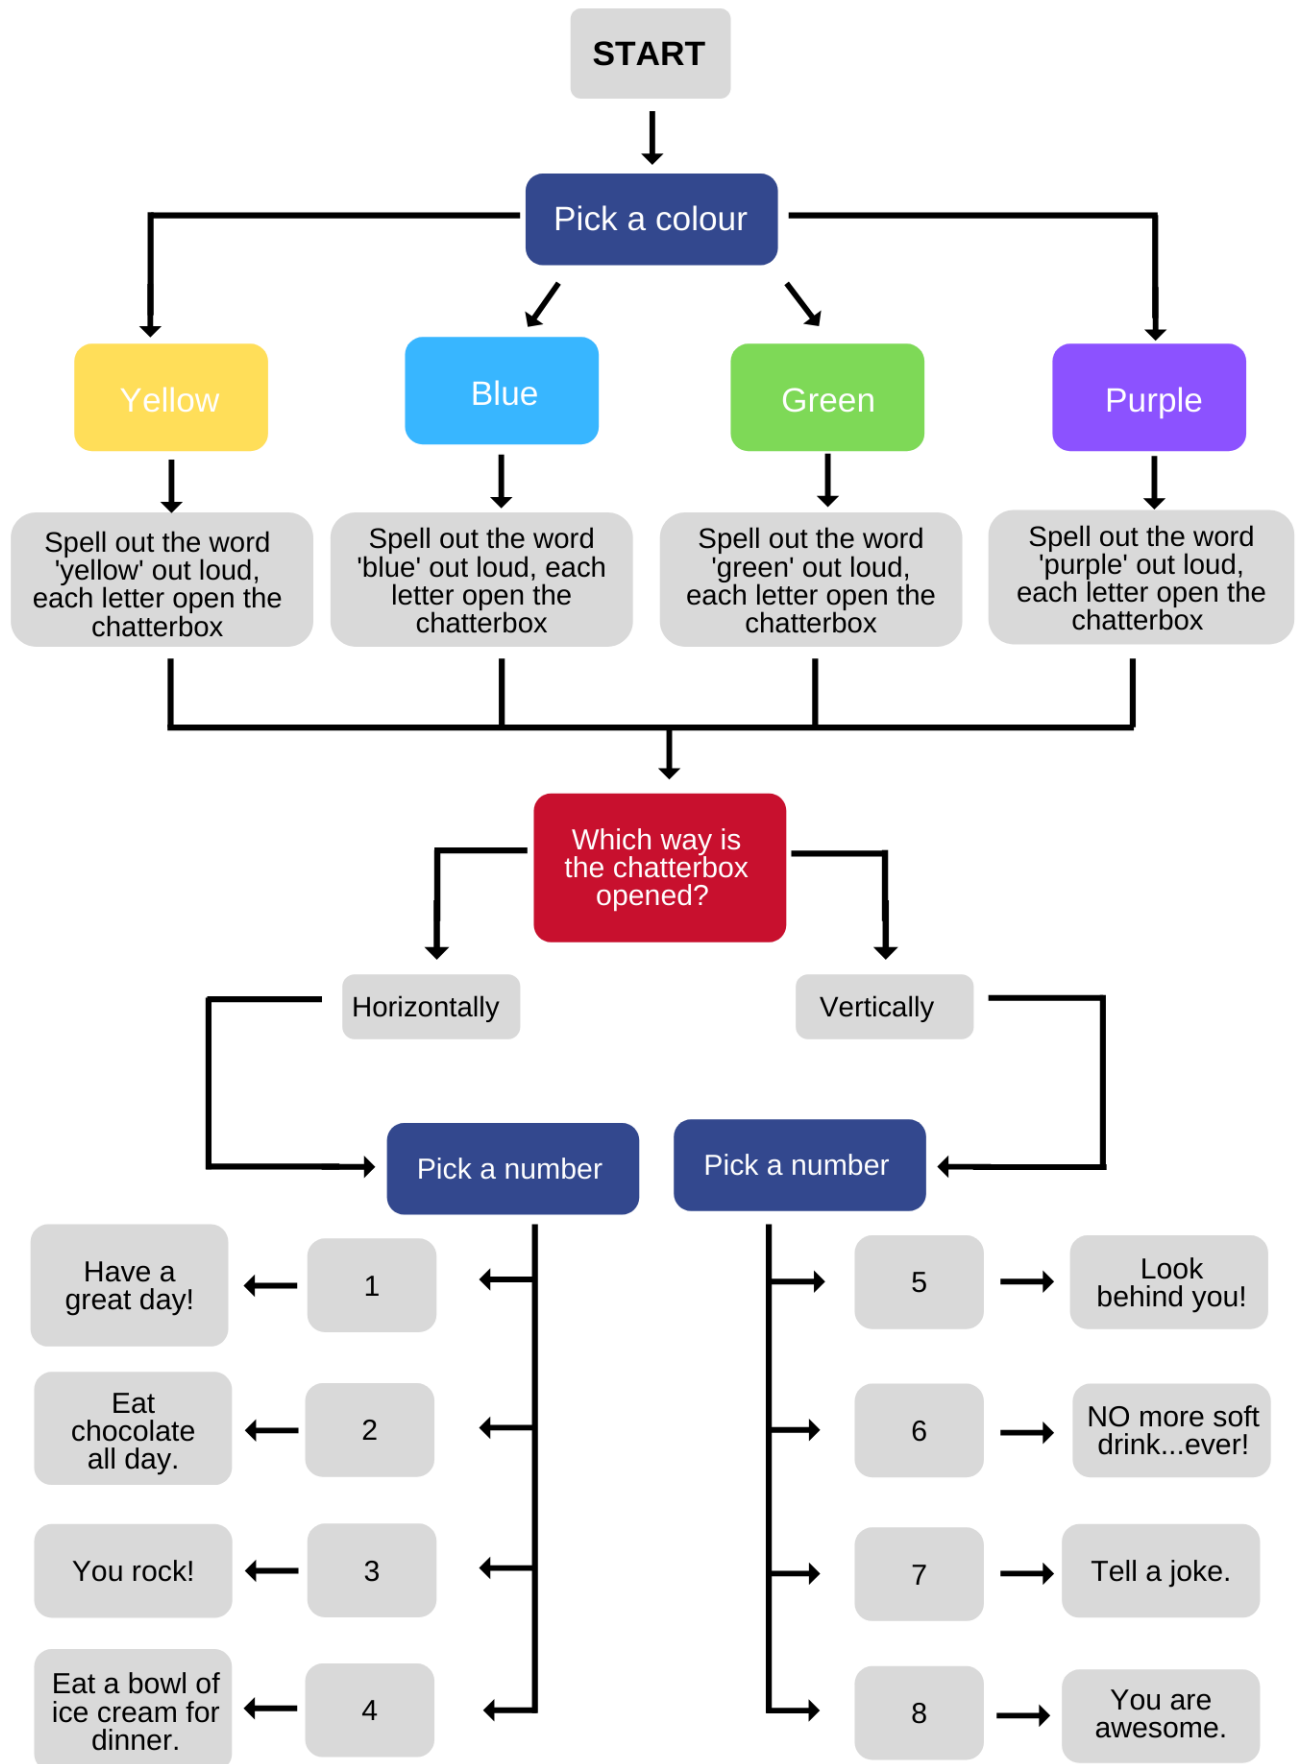 START
Pick a colour
Yellow
Blue
Green
Purple
Spell out the word
'yellow' out loud,
each letter open the
chatterbox
Spell out the word
'blue' out loud, each
letter open the
chatterbox
Spell out the word
'green' out loud,
each letter open the
chatterbox
Spell out the word
'purple' out loud,
each letter open the
chatterbox
Which way is
the chatterbox
opened?
Horizontally
Vertically
Pick a number
Pick a number
Have a
great day!
1
5
Look
behind you!
Eat
chocolate
all day.
2
6
NO more soft
drink...ever!
You rock!
3
7
Tell a joke.
Eat a bowl of
ice cream for
dinner.
4
8
You are
awesome.